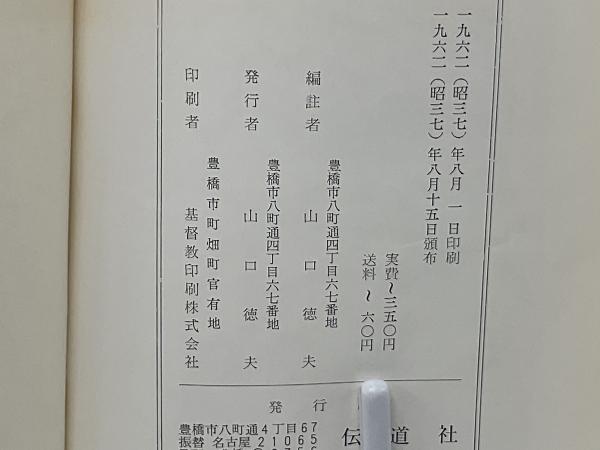 一九六二（昭三七）年八月 一 日印刷
一九六二（昭三七）年八月十五日頒布
実費～三五〇円
送料～六〇円
豊橋市八町通四丁目六七番地
編註者 山口徳夫
豊橋市八町通四丁目六七番地
発行者 山口徳夫
豊橋市町畑町官有地
印刷者 基督教印刷株式会社
発行
伝道社
豊橋市八町通4丁目67
振替名古屋